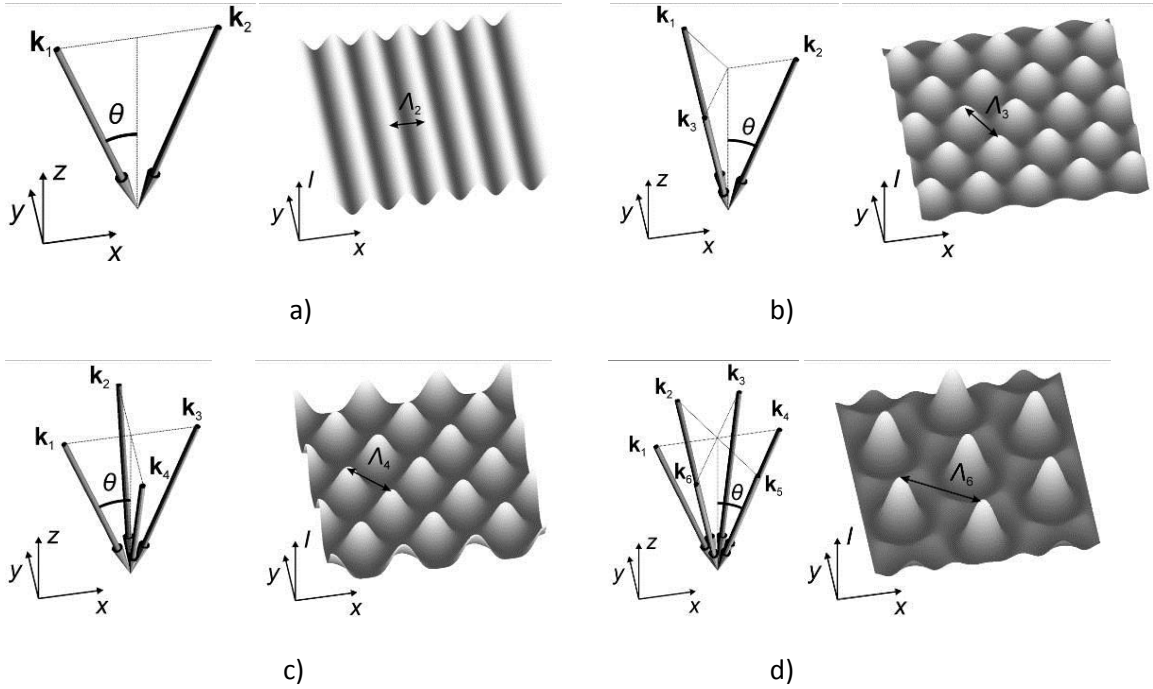 k1
k2
θ
z
y
x
Λ2
I
y
x
a)
k1
k2
k3
θ
z
y
x
Λ3
I
y
x
b)
k2
k1
k3
k4
θ
z
y
x
Λ4
I
y
x
c)
k2
k3
k1
k4
k6
k5
θ
z
y
x
Λ6
I
y
x
d)